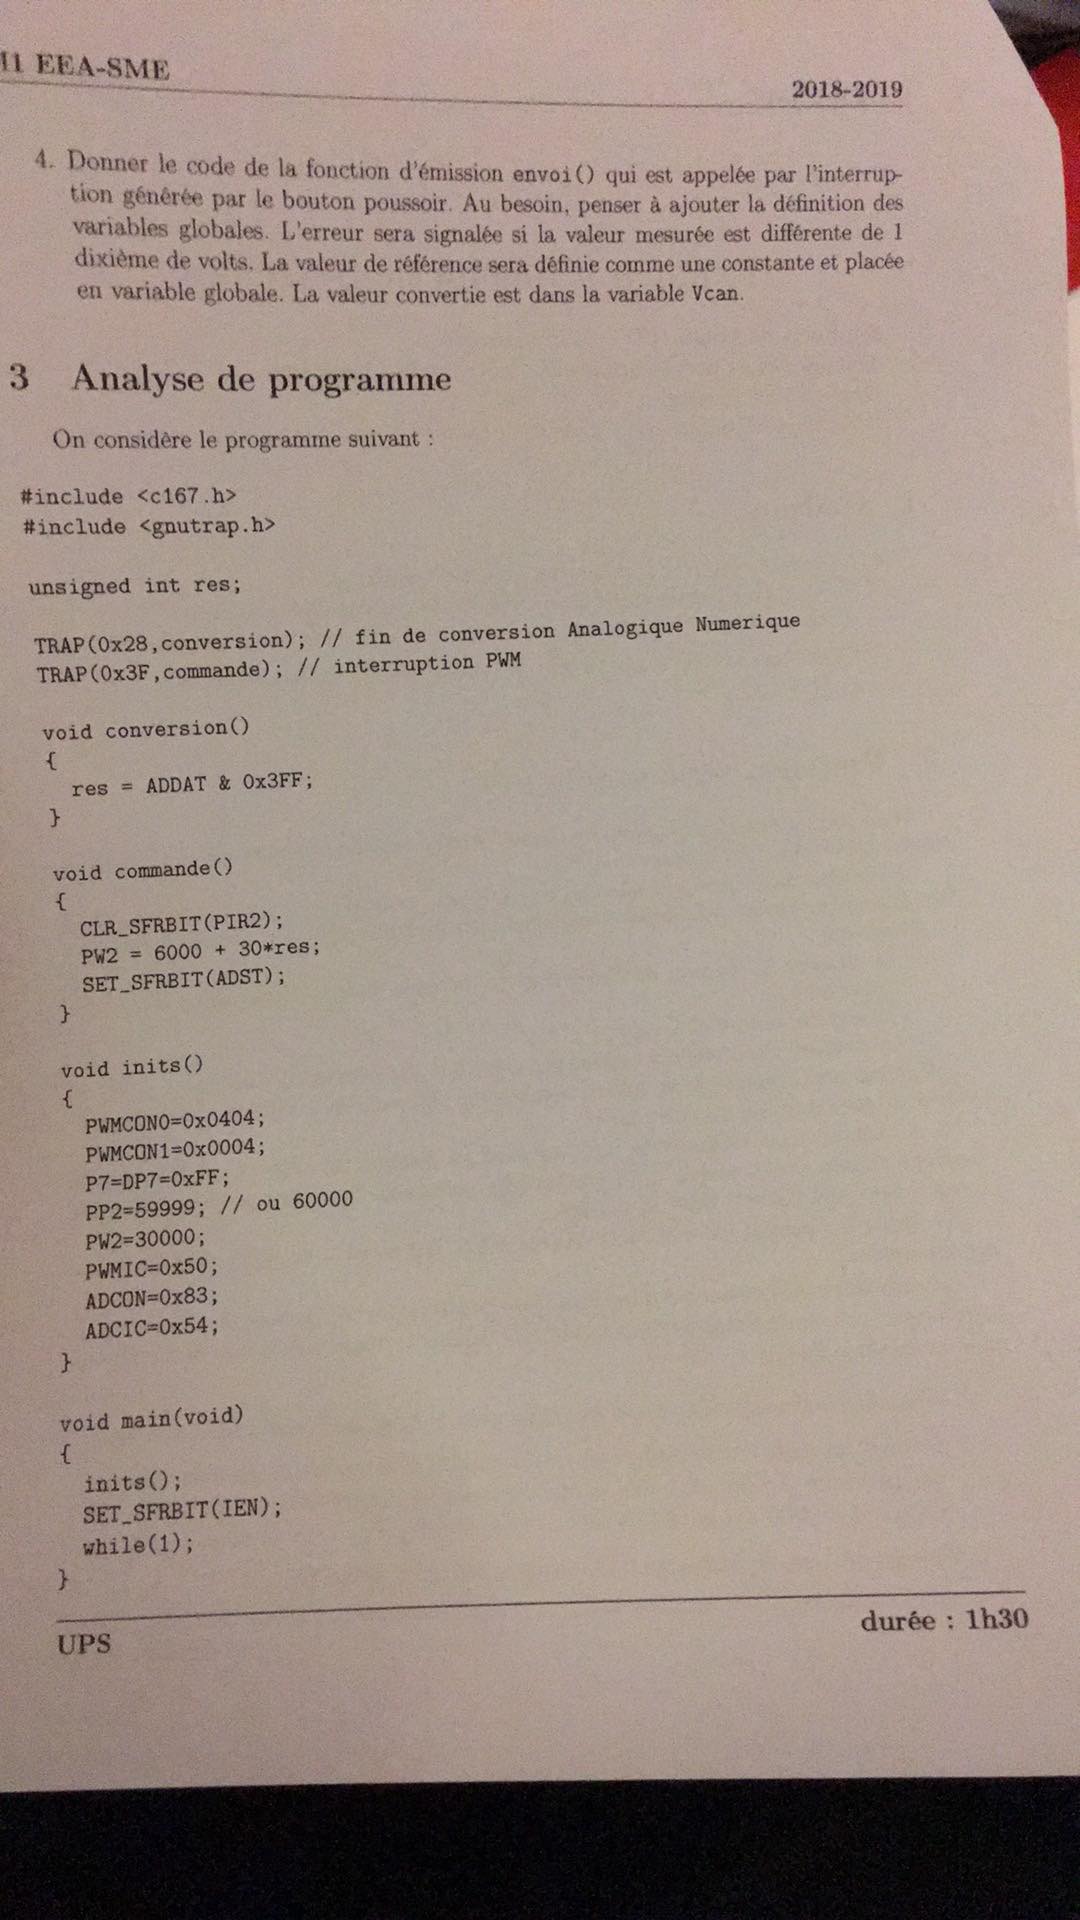 11 EEA-SME
2018-2019
4. Donner le code de la fonction d'émission envoi() qui est appelée par l'interrup-
tion générée par le bouton poussoir. Au besoin, penser à ajouter la définition des
variables globales. L'erreur sera signalée si la valeur mesurée est différente de 1
dixième de volts. La valeur de référence sera définie comme une constante et placée
en variable globale. La valeur convertie est dans la variable Vcan.
3 Analyse de programme
On considère le programme suivant :
#include <c167.h>
#include <gnutrap.h>
unsigned int res;
TRAP(0x28,conversion); // fin de conversion Analogique Numerique
TRAP(0x3F,commande); // interruption PWM
void conversion()
{
res = ADDAT & 0x3FF;
}
void commande()
{
CLR_SFRBIT(PIR2);
PW2 = 6000 + 30*res;
SET_SFRBIT(ADST);
}
void inits()
{
PWMCON0=0x0404;
PWMCON1=0x0004;
P7=DP7=0xFF;
PP2=59999; // ou 60000
PW2=30000;
PWMIC=0x50;
ADCON=0x83;
ADCIC=0x54;
}
void main(void)
{
inits();
SET_SFRBIT(IEN);
while(1);
}
UPS
durée : 1h30